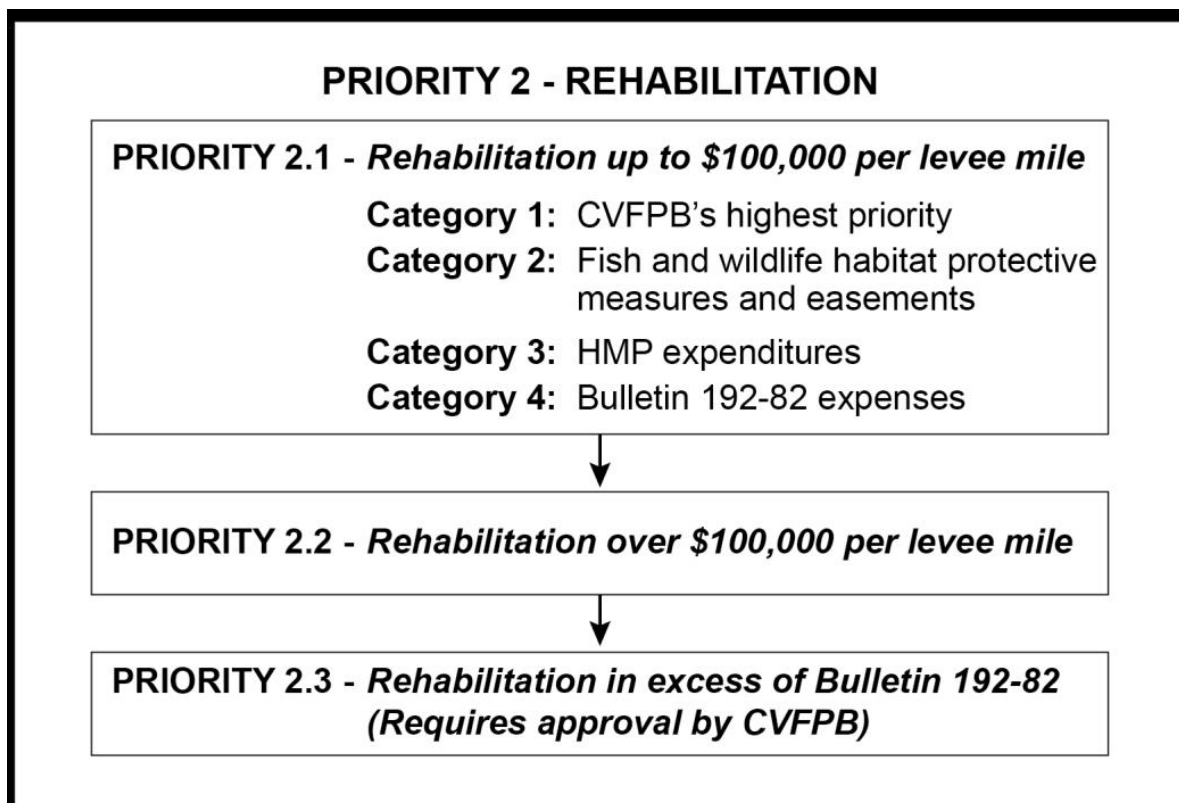 PRIORITY 2 - REHABILITATION
PRIORITY 2.1 - Rehabilitation up to $100,000 per levee mile
Category 1: CVFPB’s highest priority
Category 2: Fish and wildlife habitat protective
measures and easements
Category 3: HMP expenditures
Category 4: Bulletin 192-82 expenses
PRIORITY 2.2 - Rehabilitation over $100,000 per levee mile
PRIORITY 2.3 - Rehabilitation in excess of Bulletin 192-82
(Requires approval by CVFPB)